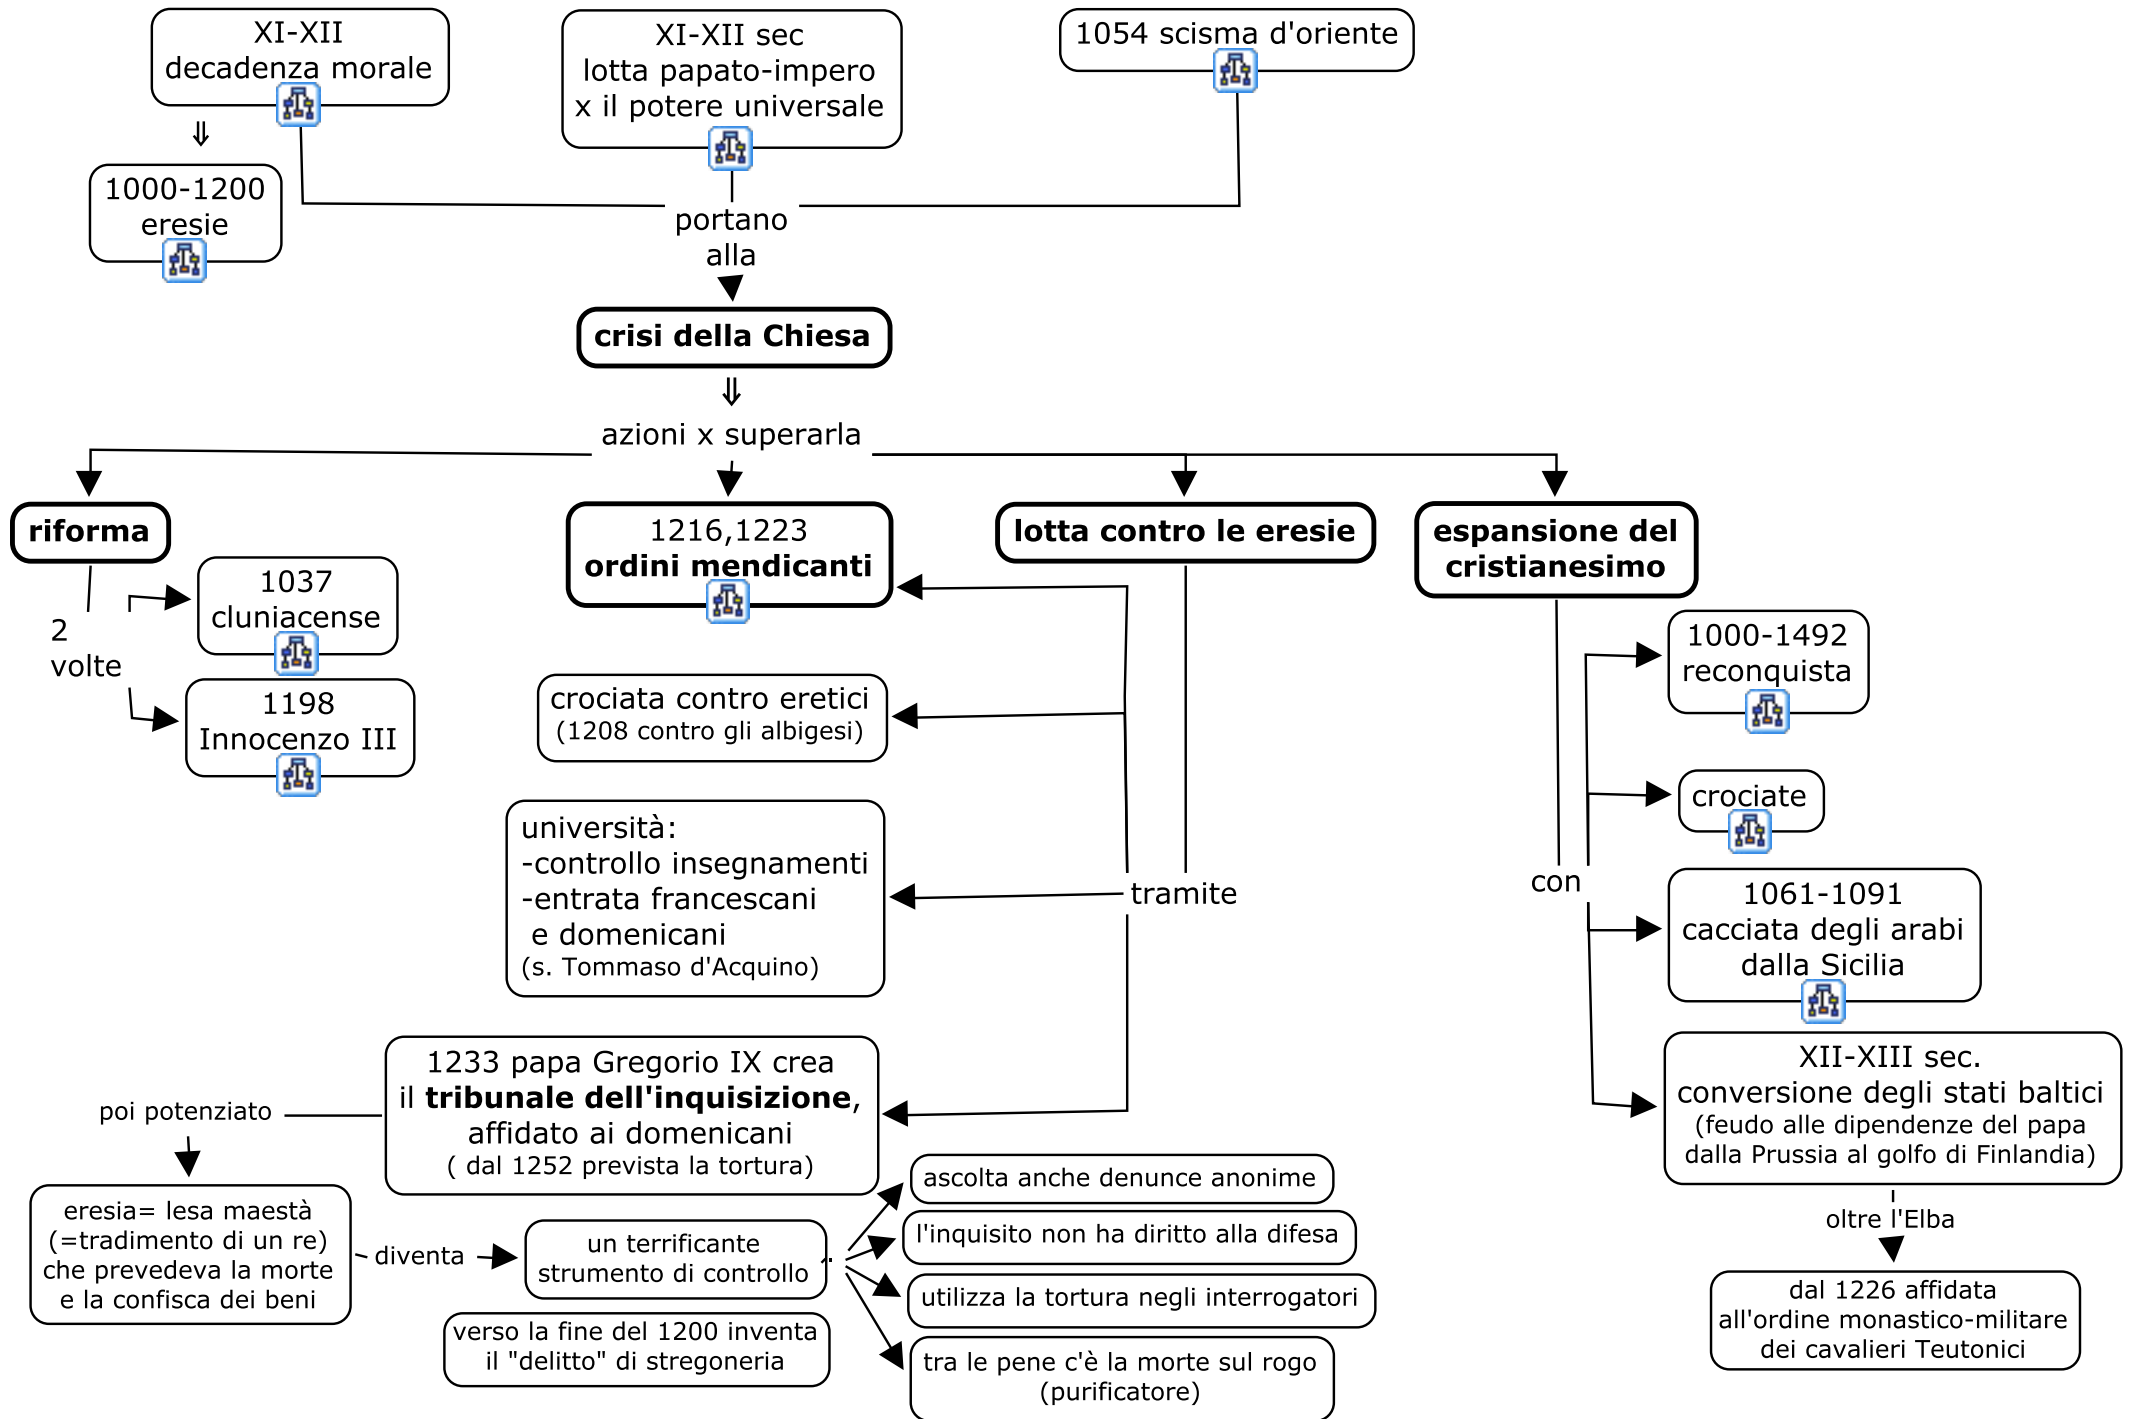 XI-XII
decadenza morale
⇓
1000-1200
eresie
XI-XII sec
lotta papato-impero
x il potere universale
1054 scisma d'oriente
portano
alla
crisi della Chiesa
⇓
azioni x superarla
riforma
2
volte
1037
cluniacense
1198
Innocenzo III
1216,1223
ordini mendicanti
lotta contro le eresie
tramite
crociata contro eretici
(1208 contro gli albigesi)
università:
-controllo insegnamenti
-entrata francescani
e domenicani
(s. Tommaso d'Acquino)
1233 papa Gregorio IX crea
il tribunale dell'inquisizione,
affidato ai domenicani
( dal 1252 prevista la tortura)
poi potenziato
eresia= lesa maestà
(=tradimento di un re)
che prevedeva la morte
e la confisca dei beni
diventa
un terrificante
strumento di controllo
verso la fine del 1200 inventa
il "delitto" di stregoneria
ascolta anche denunce anonime
l'inquisito non ha diritto alla difesa
utilizza la tortura negli interrogatori
tra le pene c'è la morte sul rogo
(purificatore)
espansione del
cristianesimo
con
1000-1492
reconquista
crociate
1061-1091
cacciata degli arabi
dalla Sicilia
XII-XIII sec.
conversione degli stati baltici
(feudo alle dipendenze del papa
dalla Prussia al golfo di Finlandia)
oltre l'Elba
dal 1226 affidata
all'ordine monastico-militare
dei cavalieri Teutonici